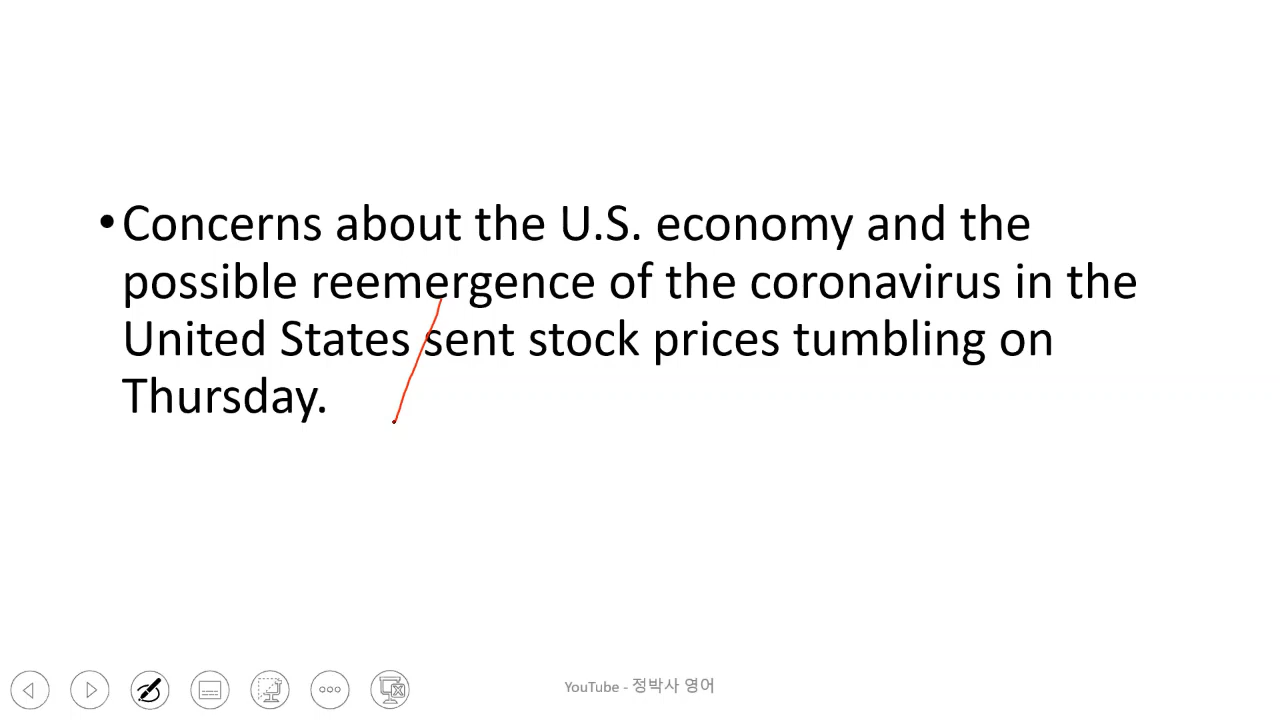 •Concerns about the U.S. economy and the
possible reemergence of the coronavirus in the
United States sent stock prices tumbling on
Thursday.
YouTube - 정박사 영어